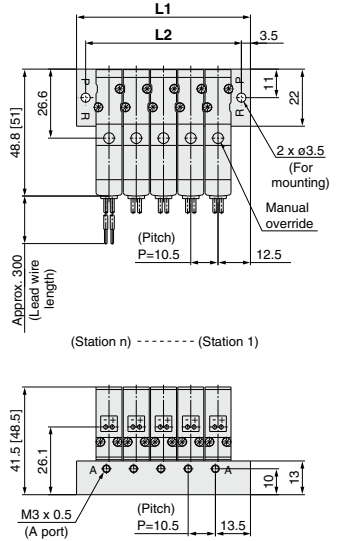 L1
L2
3.5
P
R
P
R
11
22
26.6
48.8 [51]
2 x ø3.5
(For
mounting)
Manual
override
Approx. 300
(Lead wire
length)
(Pitch)
P=10.5
12.5
(Station n) ------- (Station 1)
41.5 [48.5]
26.1
A
A
10
13
M3 x 0.5
(A port)
(Pitch)
P=10.5
13.5